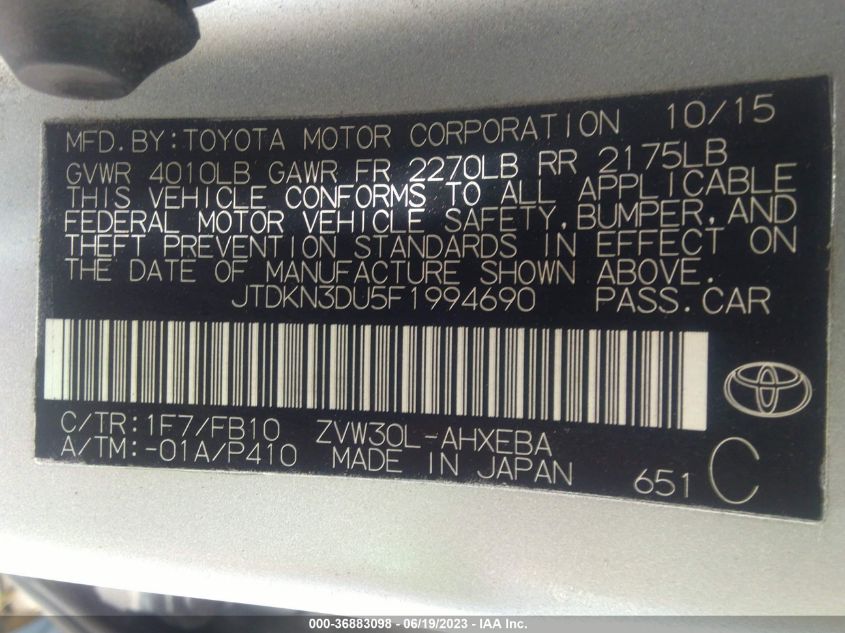 MFD.BY:TOYOTA MOTOR CORPORATION 10/15
GVWR 4010LB GAWR FR 2270LB RR 2175LB
THIS VEHICLE CONFORMS TO ALL APPLICABLE
FEDERAL MOTOR VEHICLE SAFETY,BUMPER,AND
THEFT PREVENTION STANDARDS IN EFFECT ON
THE DATE OF MANUFACTURE SHOWN ABOVE.
JTDKN3DU5F1994690 PASS.CAR
C/TR:1F7/FB10 ZVW30L-AHXEBA
A/TM:-01A/P410 MADE IN JAPAN 651 C
000-36883098 - 06/19/2023 - IAA Inc.